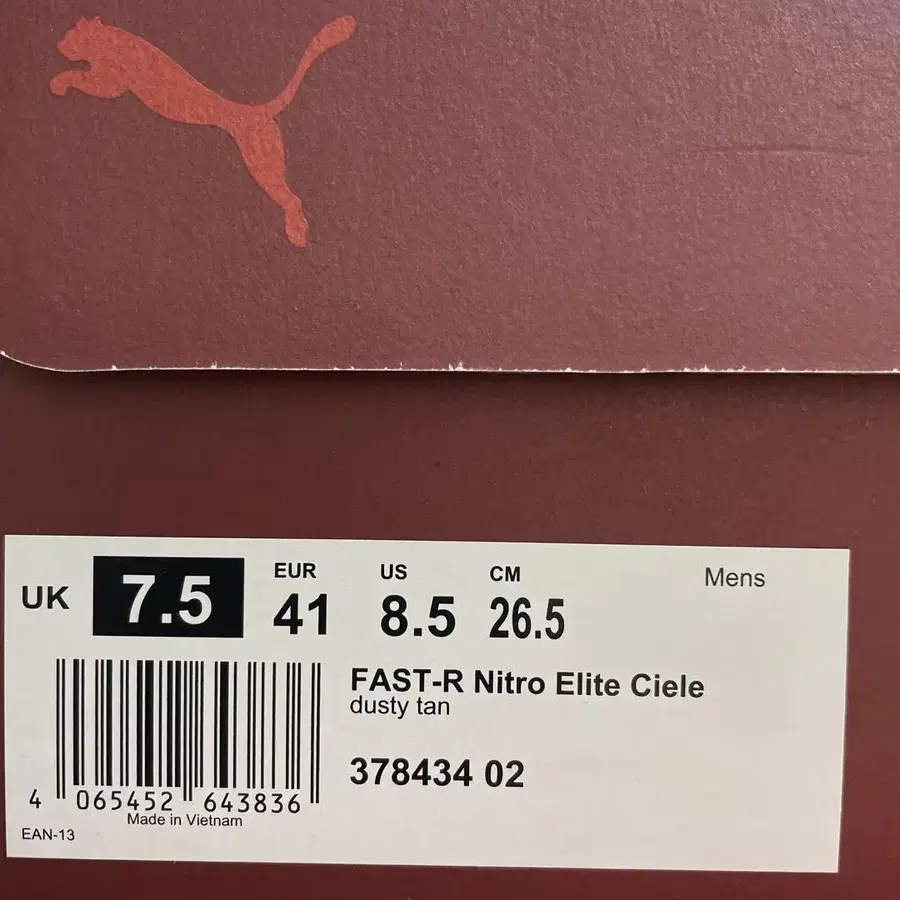 UK 7.5 EUR 41 US 8.5 CM 26.5 Mens
FAST-R Nitro Elite Ciele
dusty tan
378434 02
4 065452 643836
Made in Vietnam
EAN-13